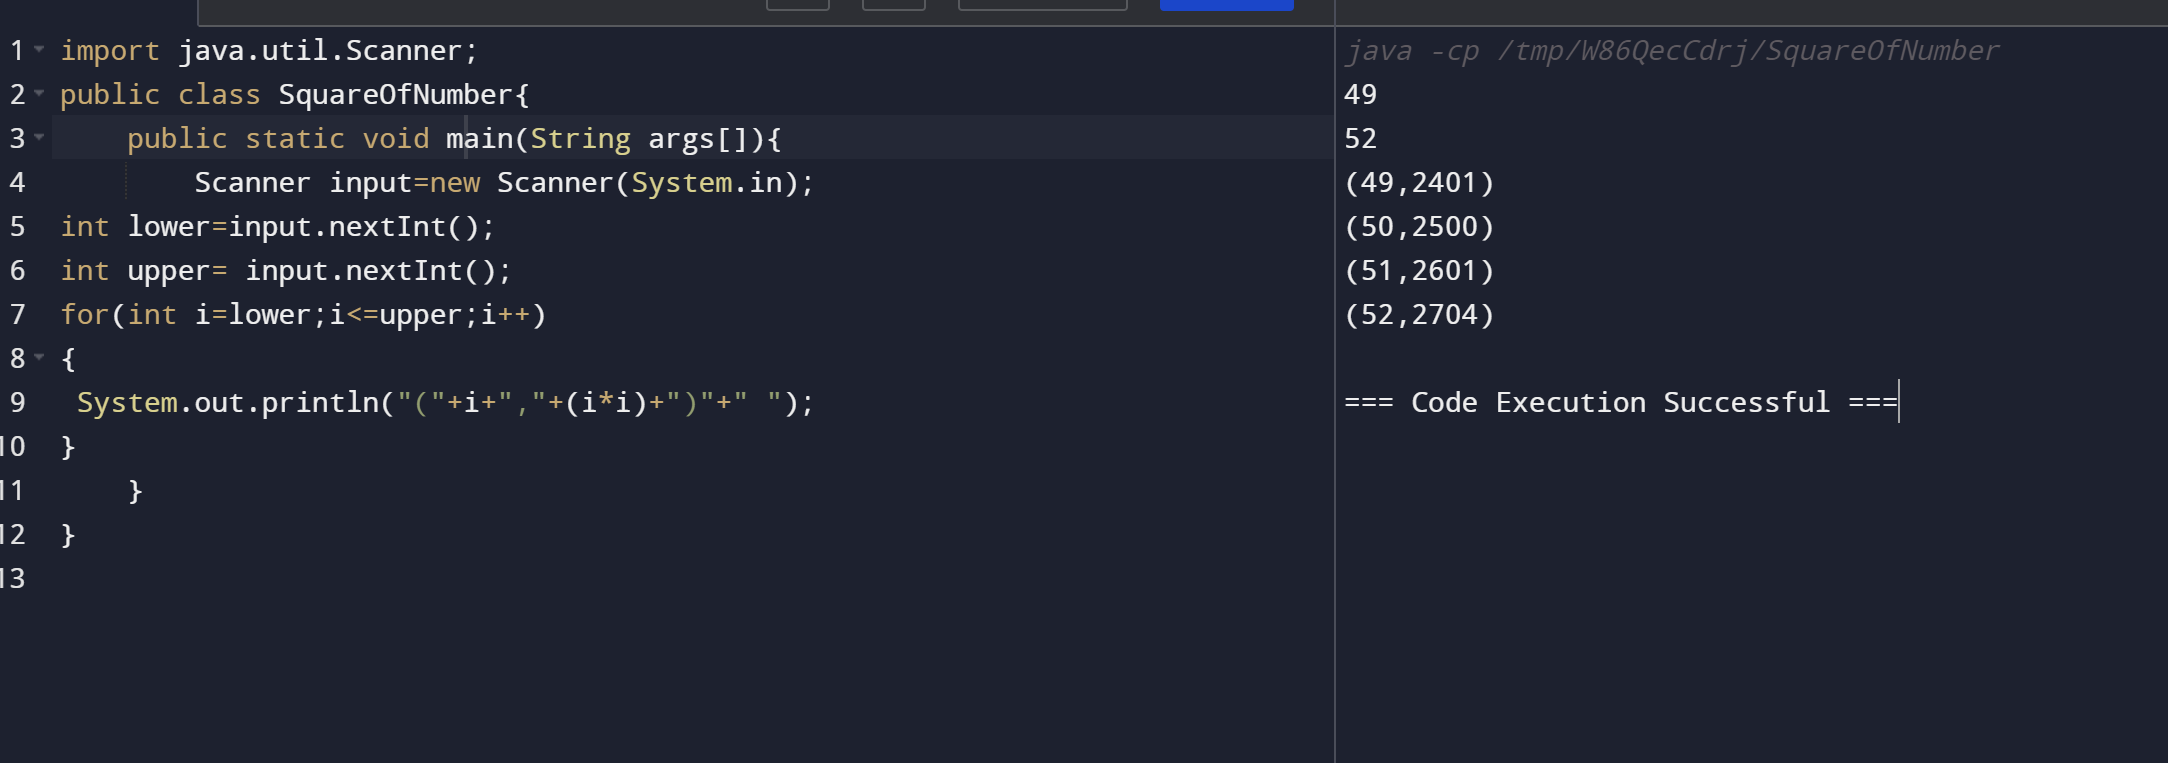 1 import java.util.Scanner;
2 public class SquareOfNumber{
3     public static void main(String args[]){
4         Scanner input=new Scanner(System.in);
5 int lower=input.nextInt();
6 int upper= input.nextInt();
7 for(int i=lower;i<=upper;i++)
8 {
9  System.out.println("("+i+","+(i*i)+")"+" ");
10 }
11     }
12 }
13
java -cp /tmp/W86QecCdrj/SquareOfNumber
49
52
(49,2401)
(50,2500)
(51,2601)
(52,2704)
=== Code Execution Successful ===